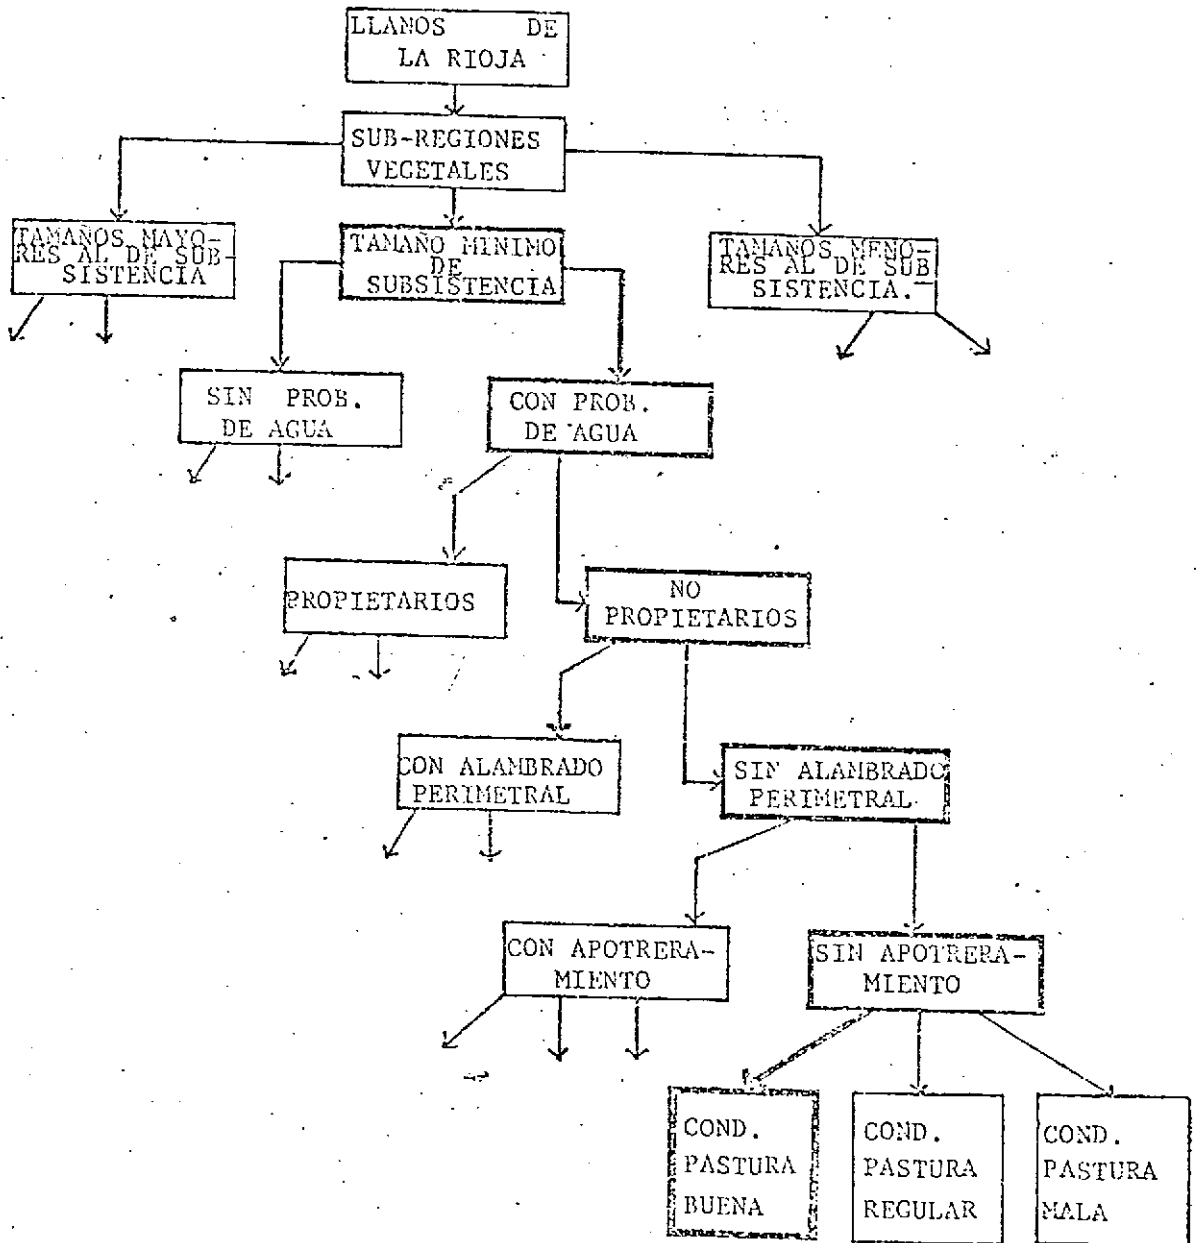 LLANOS DE
LA RIOJA
SUB-REGIONES
VEGETALES
TAMAÑOS MAYO-
RES AL DE SUB-
SISTENCIA
TAMAÑO MINIMO
DE
SUBSISTENCIA
TAMAÑOS MENO-
RES AL DE SUB
SISTENCIA.
SIN PROB.
DE AGUA
CON PROB.
DE AGUA
PROPIETARIOS
NO
PROPIETARIOS
CON ALAMBRADO
PERIMETRAL
SIN ALAMBRADO
PERIMETRAL
CON APOTRERA-
MIENTO
SIN APOTRERA-
MIENTO
COND.
PASTURA
BUENA
COND.
PASTURA
REGULAR
COND.
PASTURA
MALA